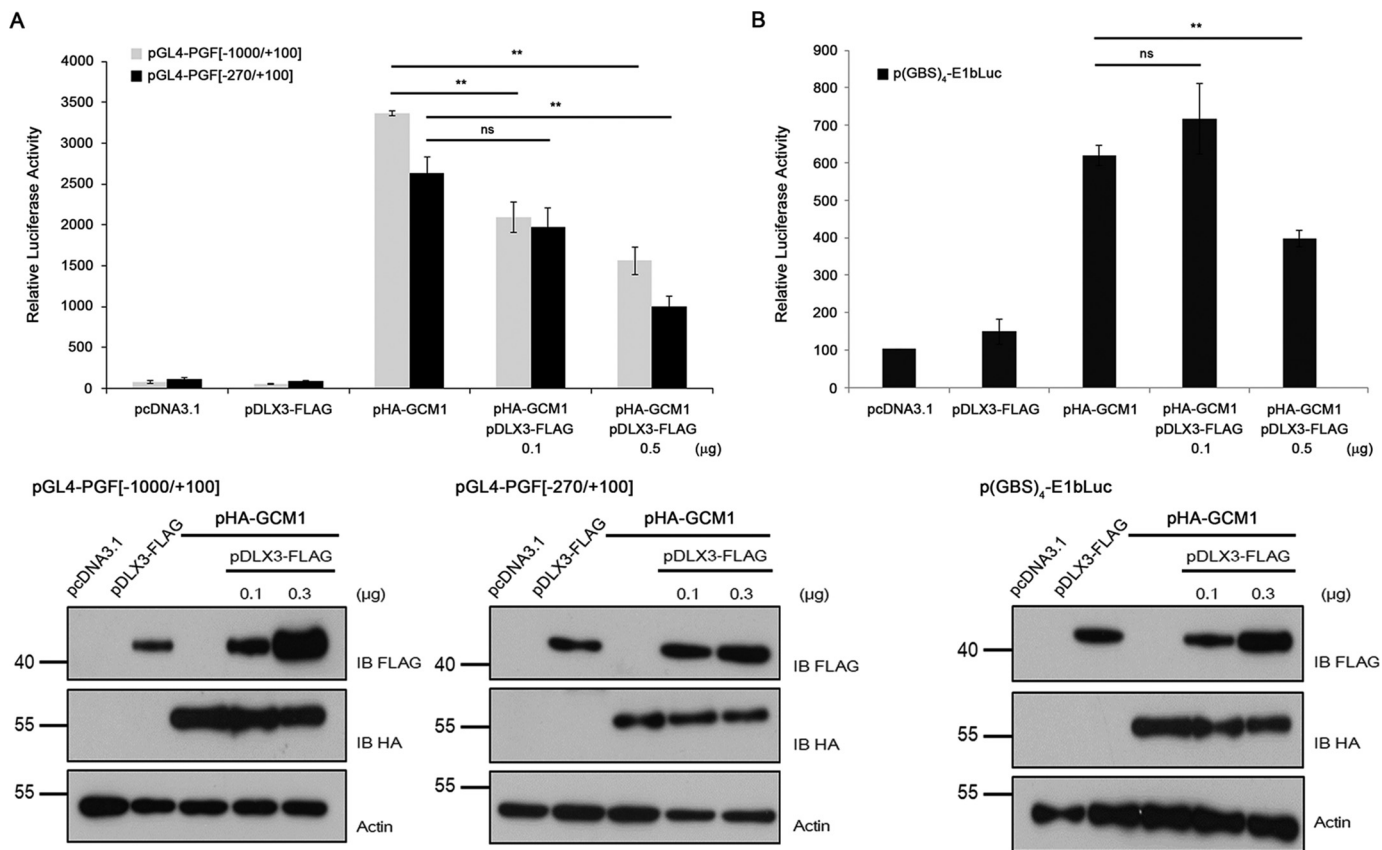 A
pGL4-PGF[-1000/+100]
pGL4-PGF[-270/+100]
Relative Luciferase Activity
4000
3500
3000
2500
2000
1500
1000
500
0
**
**
**
ns
pcDNA3.1
pDLX3-FLAG
pHA-GCM1
pHA-GCM1
pDLX3-FLAG
0.1
pHA-GCM1
pDLX3-FLAG
0.5
(µg)
B
p(GBS)4-E1bLuc
Relative Luciferase Activity
900
800
700
600
500
400
300
200
100
0
**
ns
pcDNA3.1
pDLX3-FLAG
pHA-GCM1
pHA-GCM1
pDLX3-FLAG
0.1
pHA-GCM1
pDLX3-FLAG
0.5
(µg)
pGL4-PGF[-1000/+100]
pcDNA3.1
pDLX3-FLAG
pHA-GCM1
pDLX3-FLAG
0.1 0.3 (µg)
40
IB FLAG
55
IB HA
55
Actin
pGL4-PGF[-270/+100]
pcDNA3.1
pDLX3-FLAG
pHA-GCM1
pDLX3-FLAG
0.1 0.3 (µg)
40
IB FLAG
55
IB HA
55
Actin
p(GBS)4-E1bLuc
pcDNA3.1
pDLX3-FLAG
pHA-GCM1
pDLX3-FLAG
0.1 0.3 (µg)
40
IB FLAG
55
IB HA
55
Actin